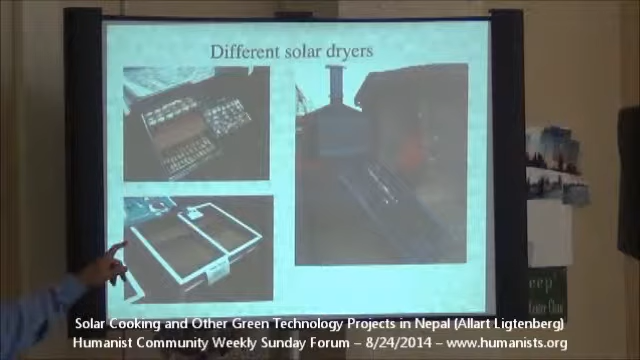 Different solar dryers
eep'
Solar Cooking and Other Green Technology Projects in Nepal (Allart Ligtenberg)
Humanist Community Weekly Sunday Forum – 8/24/2014 – www.humanists.org